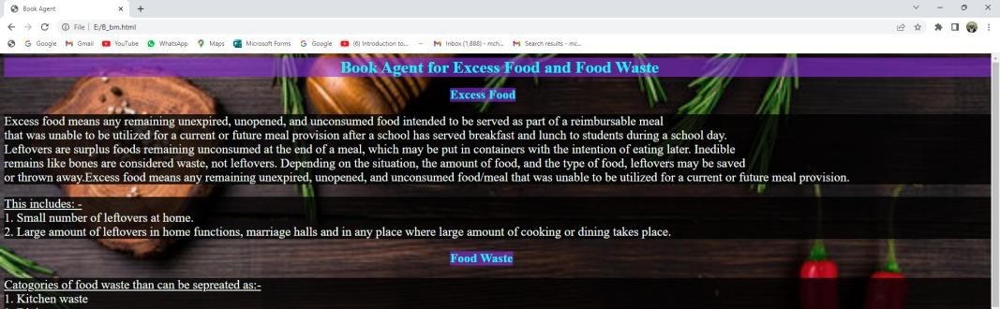 Book Agent
File
E:/B_bm.html
Google
Gmail
YouTube
WhatsApp
Maps
Microsoft Forms
Google
(6) Introduction to...
Inbox (1,888) - mch...
Search results - mc...
Book Agent for Excess Food and Food Waste
Excess Food
Excess food means any remaining unexpired, unopened, and unconsumed food intended to be served as part of a reimbursable meal
that was unable to be utilized for a current or future meal provision after a school has served breakfast and lunch to students during a school day.
Leftovers are surplus foods remaining unconsumed at the end of a meal, which may be put in containers with the intention of eating later. Inedible
remains like bones are considered waste, not leftovers. Depending on the situation, the amount of food, and the type of food, leftovers may be saved
or thrown away.Excess food means any remaining unexpired, unopened, and unconsumed food/meal that was unable to be utilized for a current or future meal provision.
This includes: -
1. Small number of leftovers at home.
2. Large amount of leftovers in home functions, marriage halls and in any place where large amount of cooking or dining takes place.
Food Waste
Catogories of food waste than can be sepreated as:-
1. Kitchen waste